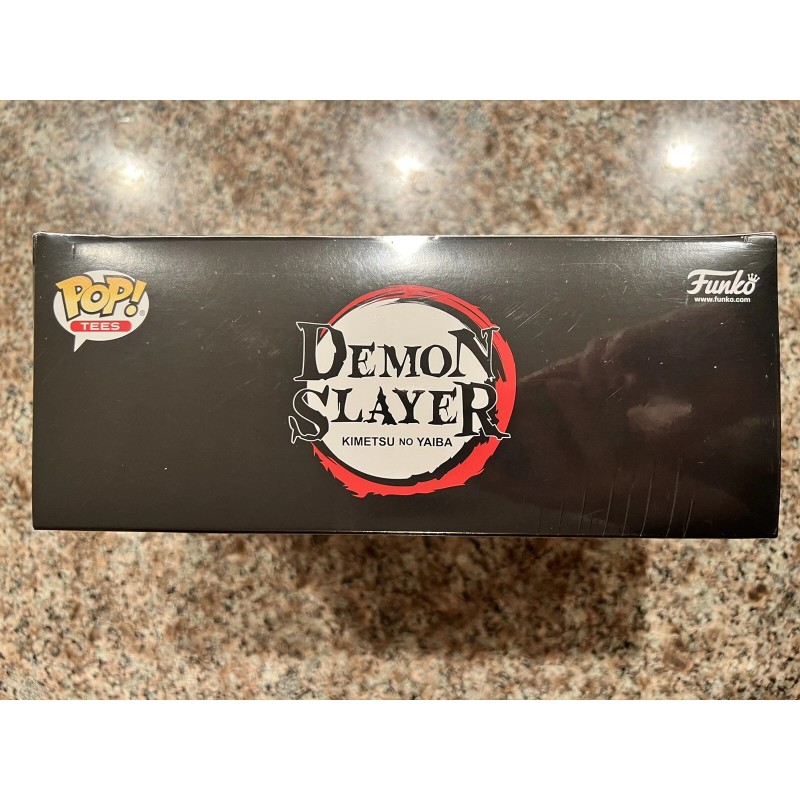 POP!
TEES
Funko
www.funko.com
DEMON
SLAYER
KIMETSU NO YAIBA